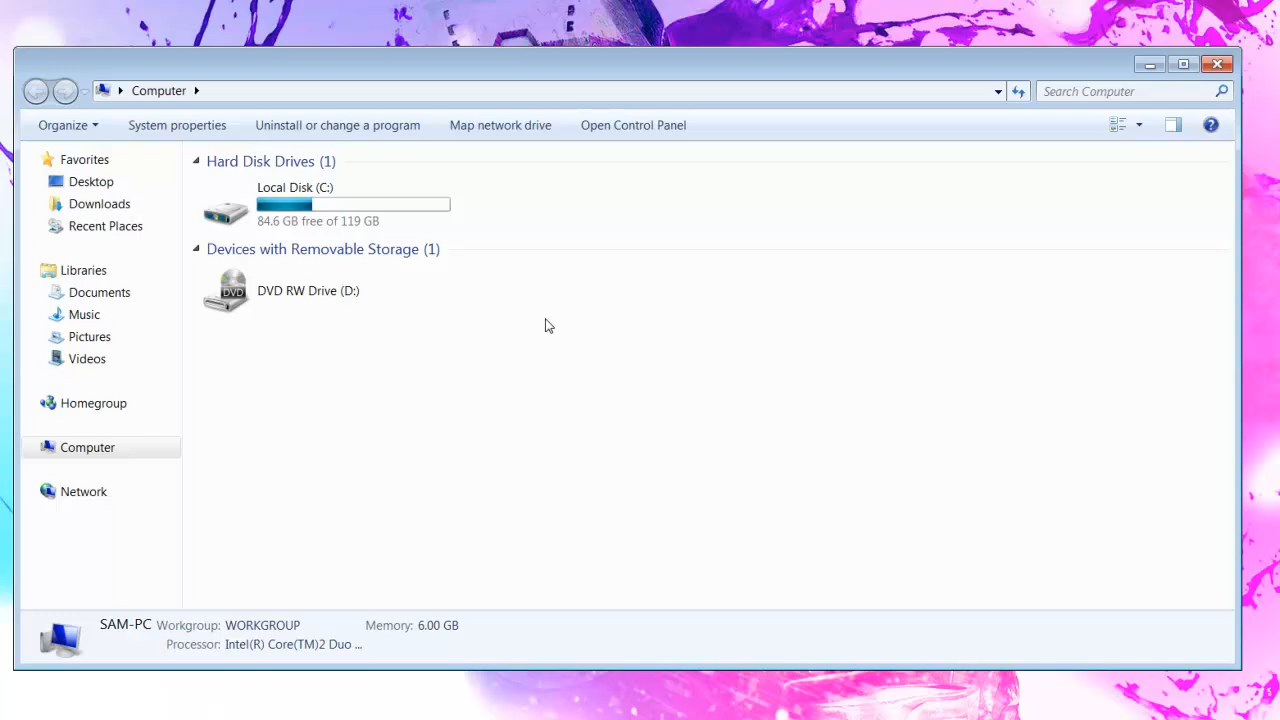 Computer
Search Computer
Organize
System properties
Uninstall or change a program
Map network drive
Open Control Panel
Favorites
Desktop
Downloads
Recent Places
Libraries
Documents
Music
Pictures
Videos
Homegroup
Computer
Network
Hard Disk Drives (1)
Local Disk (C:)
84.6 GB free of 119 GB
Devices with Removable Storage (1)
DVD
DVD RW Drive (D:)
SAM-PC Workgroup: WORKGROUP Memory: 6.00 GB
Processor: Intel(R) Core(TM)2 Duo ...